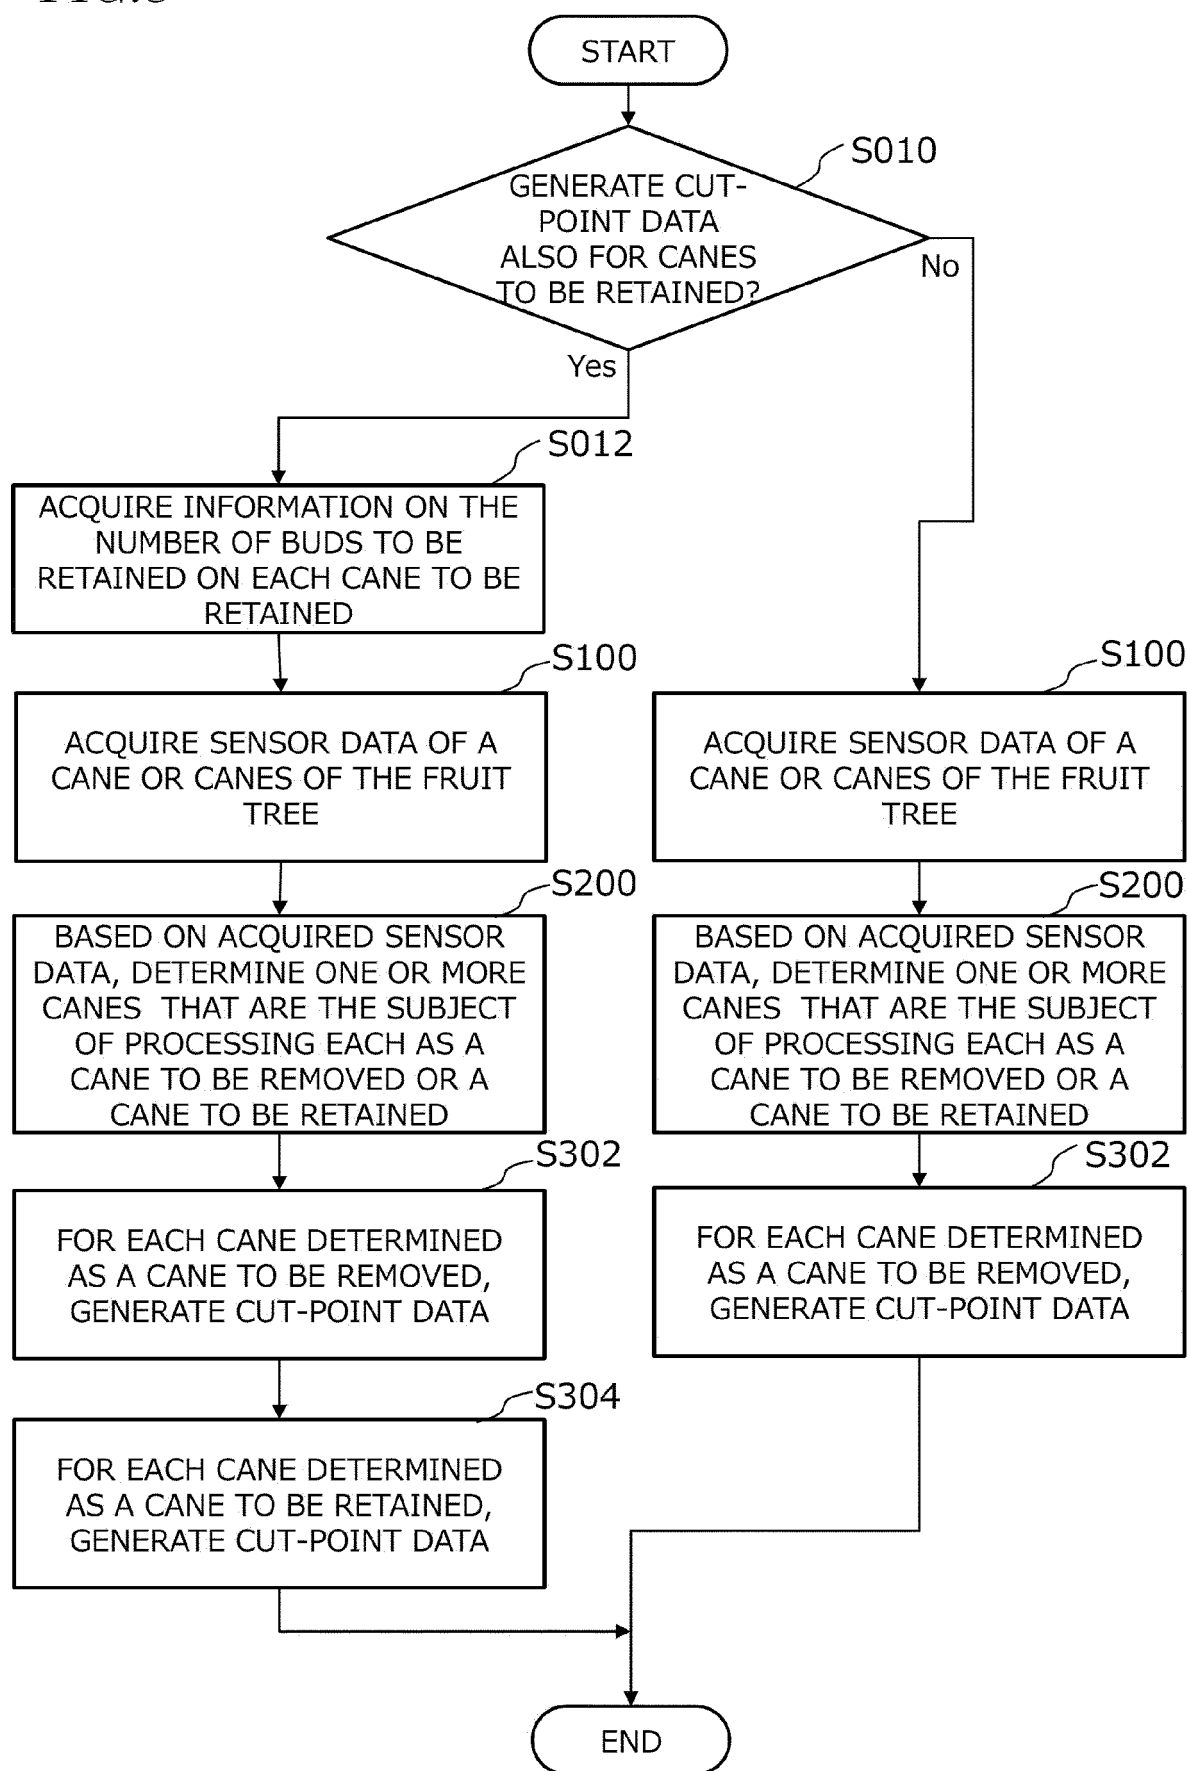 START
S010
GENERATE CUT-
POINT DATA
ALSO FOR CANES
TO BE RETAINED?
No
Yes
S012
ACQUIRE INFORMATION ON THE
NUMBER OF BUDS TO BE
RETAINED ON EACH CANE TO BE
RETAINED
S100
ACQUIRE SENSOR DATA OF A
CANE OR CANES OF THE FRUIT
TREE
S200
BASED ON ACQUIRED SENSOR
DATA, DETERMINE ONE OR MORE
CANES THAT ARE THE SUBJECT
OF PROCESSING EACH AS A
CANE TO BE REMOVED OR A
CANE TO BE RETAINED
S302
FOR EACH CANE DETERMINED
AS A CANE TO BE REMOVED,
GENERATE CUT-POINT DATA
S304
FOR EACH CANE DETERMINED
AS A CANE TO BE RETAINED,
GENERATE CUT-POINT DATA
S100
ACQUIRE SENSOR DATA OF A
CANE OR CANES OF THE FRUIT
TREE
S200
BASED ON ACQUIRED SENSOR
DATA, DETERMINE ONE OR MORE
CANES THAT ARE THE SUBJECT
OF PROCESSING EACH AS A
CANE TO BE REMOVED OR A
CANE TO BE RETAINED
S302
FOR EACH CANE DETERMINED
AS A CANE TO BE REMOVED,
GENERATE CUT-POINT DATA
END